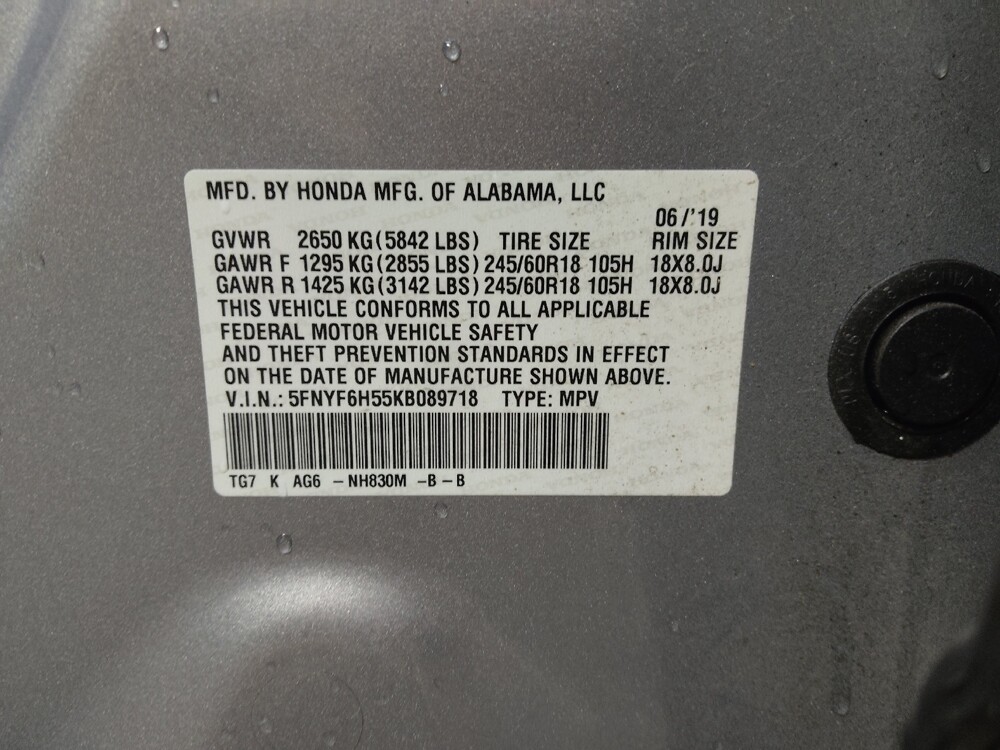 MFD. BY HONDA MFG. OF ALABAMA, LLC
06/'19
GVWR 2650 KG(5842 LBS) TIRE SIZE RIM SIZE
GAWR F 1295 KG(2855 LBS) 245/60R18 105H 18X8.0J
GAWR R 1425 KG(3142 LBS) 245/60R18 105H 18X8.0J
THIS VEHICLE CONFORMS TO ALL APPLICABLE
FEDERAL MOTOR VEHICLE SAFETY
AND THEFT PREVENTION STANDARDS IN EFFECT
ON THE DATE OF MANUFACTURE SHOWN ABOVE.
V.I.N.: 5FNYF6H55KB089718 TYPE: MPV
TG7 K AG6 -NH830M -B-B